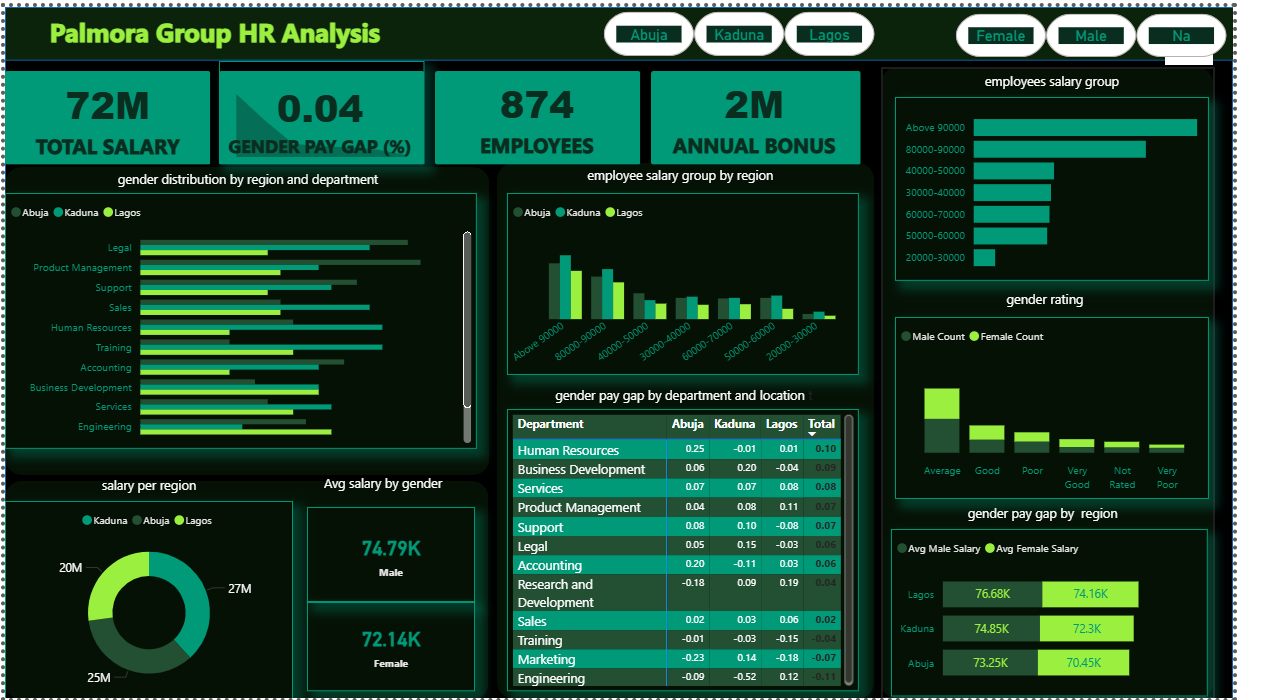 Palmora Group HR Analysis
Abuja Kaduna Lagos
Female Male Na
72M
TOTAL SALARY
0.04
GENDER PAY GAP (%)
874
EMPLOYEES
2M
ANNUAL BONUS
gender distribution by region and department
Abuja Kaduna Lagos
Legal
Product Management
Support
Sales
Human Resources
Training
Accounting
Business Development
Services
Engineering
salary per region
Kaduna Abuja Lagos
20M
27M
25M
Avg salary by gender
74.79K
Male
72.14K
Female
employee salary group by region
Abuja Kaduna Lagos
Above 90000
80000-90000
40000-50000
30000-40000
60000-70000
50000-60000
20000-30000
gender pay gap by department and location
Department Abuja Kaduna Lagos Total
Human Resources 0.25 -0.01 0.01 0.10
Business Development 0.06 0.20 -0.04 0.09
Services 0.07 0.07 0.08 0.08
Product Management 0.04 0.08 0.11 0.07
Support 0.08 0.10 -0.08 0.07
Legal 0.05 0.15 -0.03 0.06
Accounting 0.20 -0.11 0.03 0.06
Research and -0.18 0.09 0.19 0.04
Development
Sales 0.02 0.03 0.06 0.02
Training -0.01 -0.03 -0.15 -0.04
Marketing -0.23 0.14 -0.18 -0.07
Engineering -0.09 -0.52 0.12 -0.11
employees salary group
Above 90000
80000-90000
40000-50000
30000-40000
60000-70000
50000-60000
20000-30000
gender rating
Male Count Female Count
Average Good Poor Very Not Very
Good Rated Poor
gender pay gap by region
Avg Male Salary Avg Female Salary
Lagos 76.68K 74.16K
Kaduna 74.85K 72.3K
Abuja 73.25K 70.45K